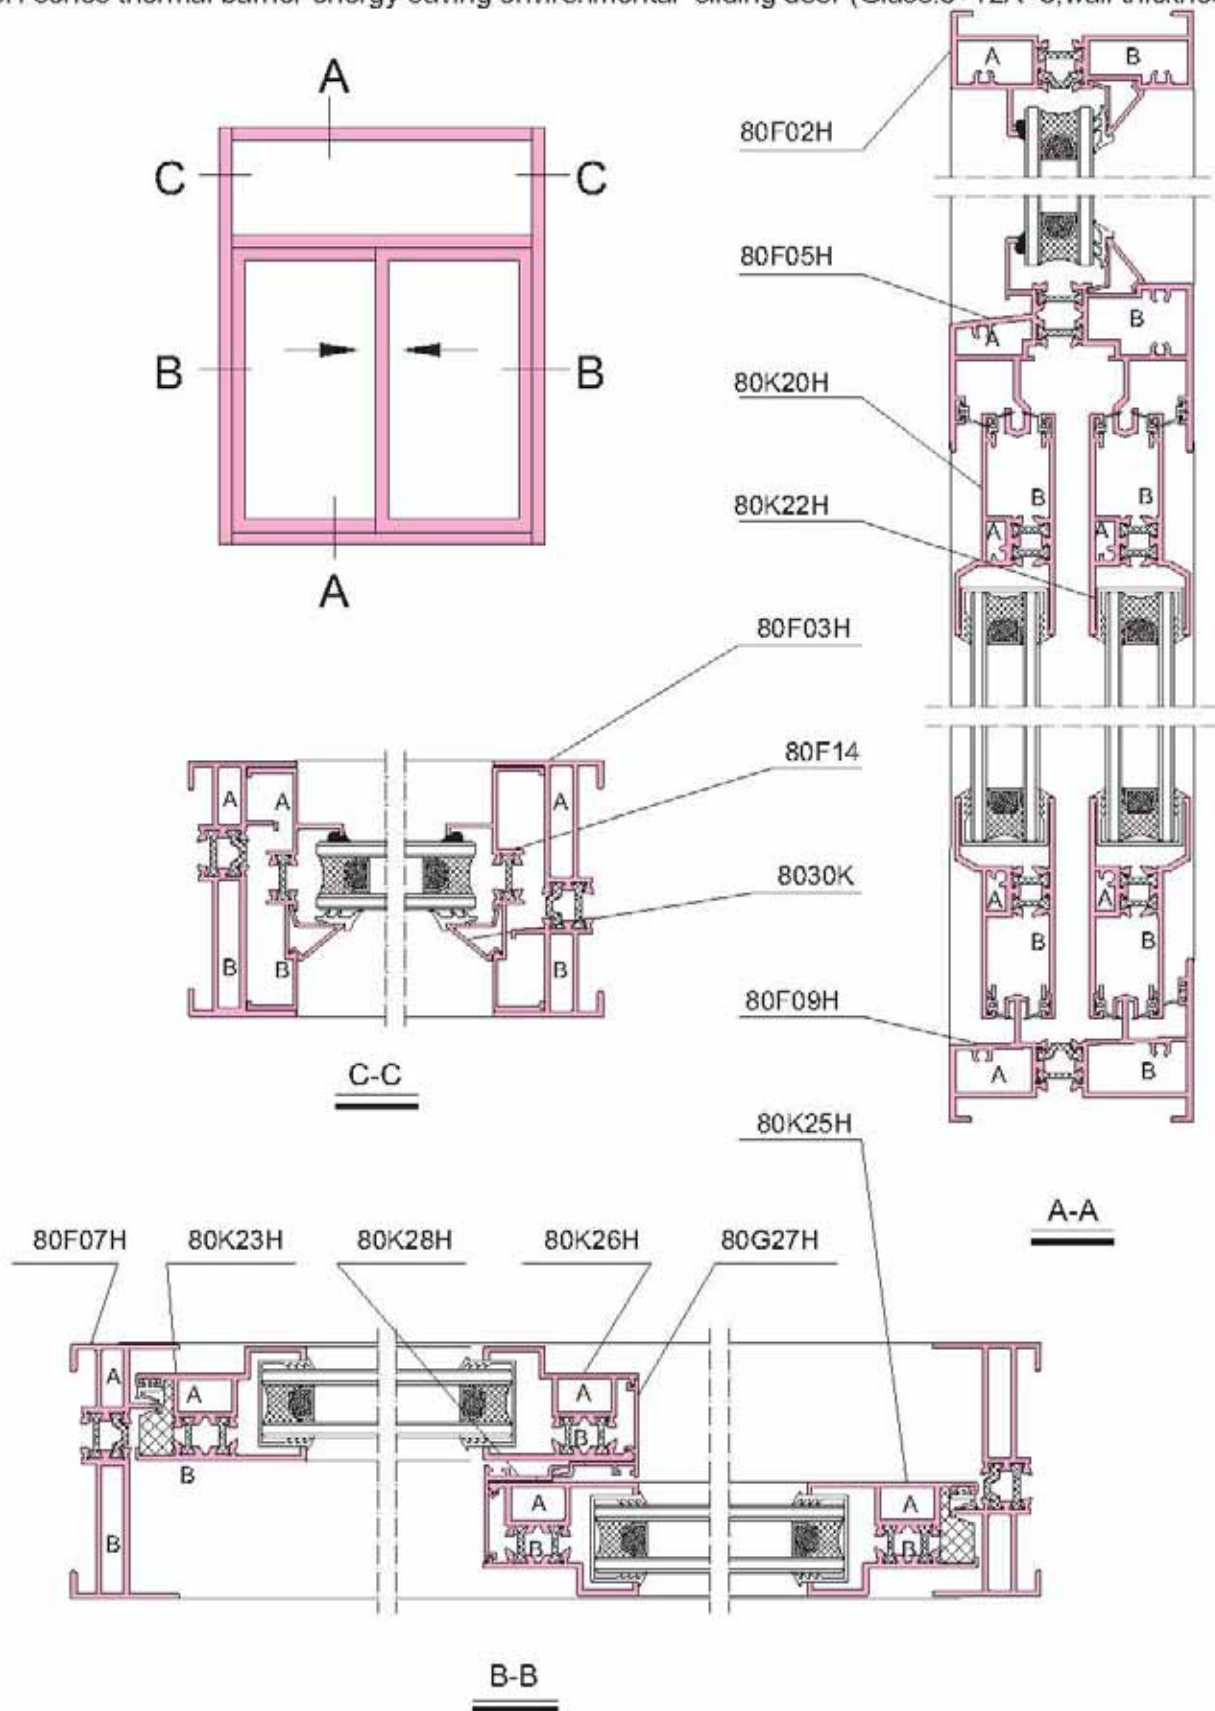 series thermal barrier energy saving environmental sliding door
A
C C
B B
A
80F02H
80F05H
80K20H
80K22H
80F03H
80F14
8030K
80F09H
80K25H
A B
A B
B B
A A
A A
B B
A B
A A A
B B B
C-C
A-A
80F07H 80K23H 80K28H 80K26H 80G27H
A A A
B B
A A
B B B
B-B